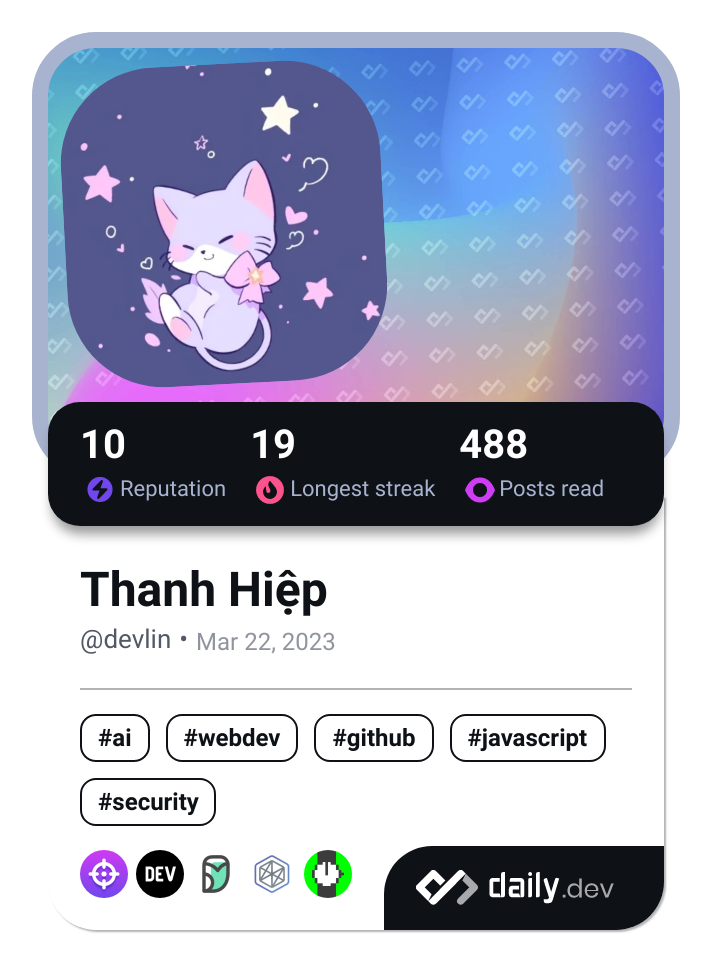 10 19 488
Reputation Longest streak Posts read
Thanh Hiệp
@devlin • Mar 22, 2023
#ai #webdev #github #javascript
#security
DEV
daily.dev